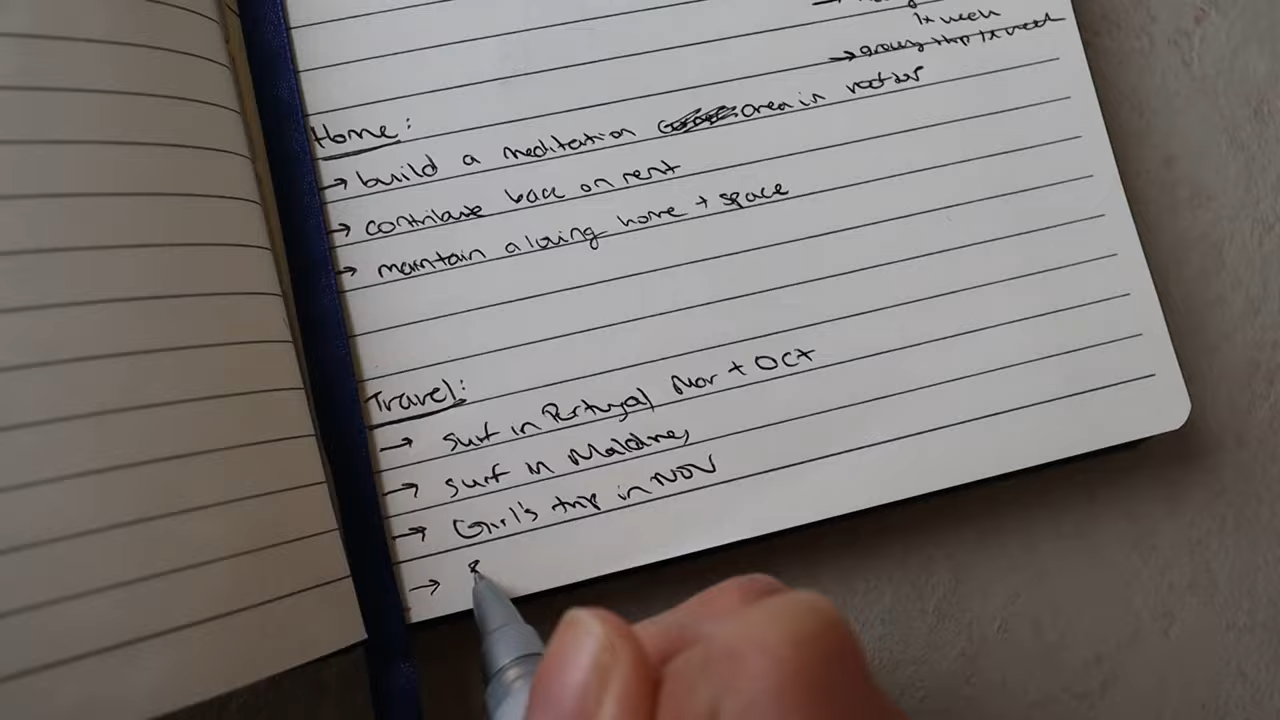 1x week
Home:
→ build a meditation area in
→ contribute back on rent
→ maintain a loving home + space
Travel:
→ surf in Portugal Mar + Oct
→ surf in Maldives
→ Girl's trip in NOV
→